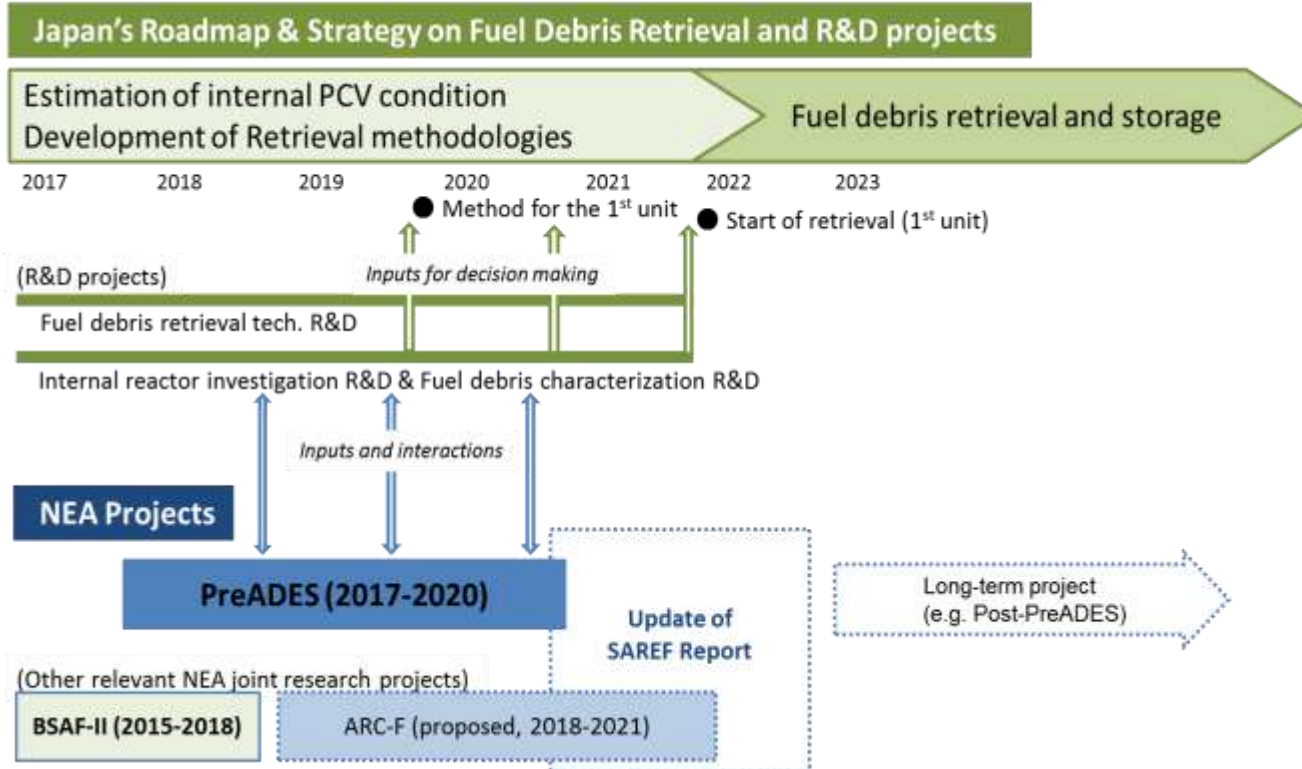 Japan's Roadmap & Strategy on Fuel Debris Retrieval and R&D projects
Estimation of internal PCV condition
Development of Retrieval methodologies
Fuel debris retrieval and storage
2017 2018 2019 2020 2021 2022 2023
● Method for the 1st unit
● Start of retrieval (1st unit)
(R&D projects)
Inputs for decision making
Fuel debris retrieval tech. R&D
Internal reactor investigation R&D & Fuel debris characterization R&D
Inputs and interactions
NEA Projects
PreADES (2017-2020)
Update of
SAREF Report
Long-term project
(e.g. Post-PreADES)
(Other relevant NEA joint research projects)
BSAF-II (2015-2018)
ARC-F (proposed, 2018-2021)